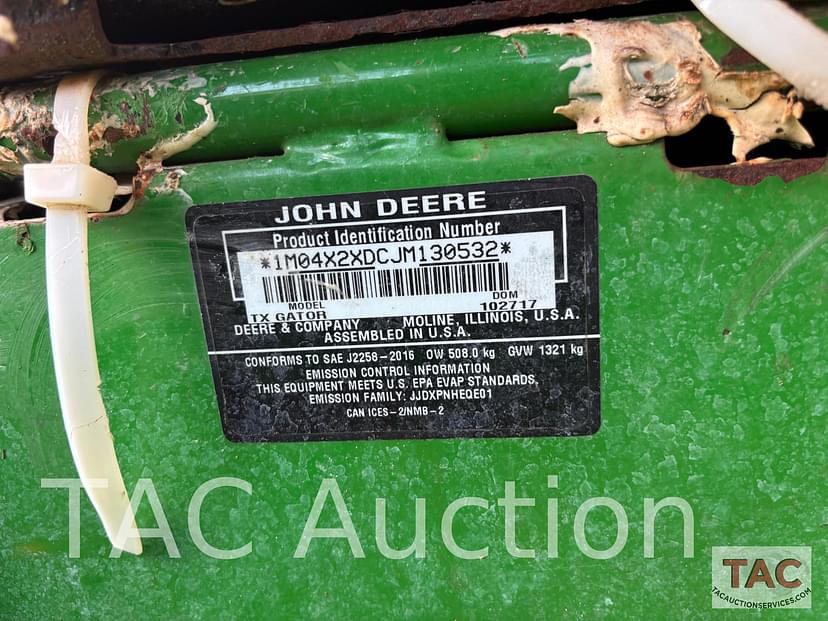 JOHN DEERE
Product Identification Number
*1M04X2XDCJM130532*
MODEL DOM
TX GATOR 102717
DEERE & COMPANY MOLINE, ILLINOIS, U.S.A.
ASSEMBLED IN U.S.A.
CONFORMS TO SAE J2258-2016 OW 508.0 kg GVW 1321 kg
EMISSION CONTROL INFORMATION
THIS EQUIPMENT MEETS U.S. EPA EVAP STANDARDS,
EMISSION FAMILY: JJDXPNHEQE01
CAN ICES-2/NMB-2
TAC Auction
TAC
TACAUCTIONSERVICES.COM